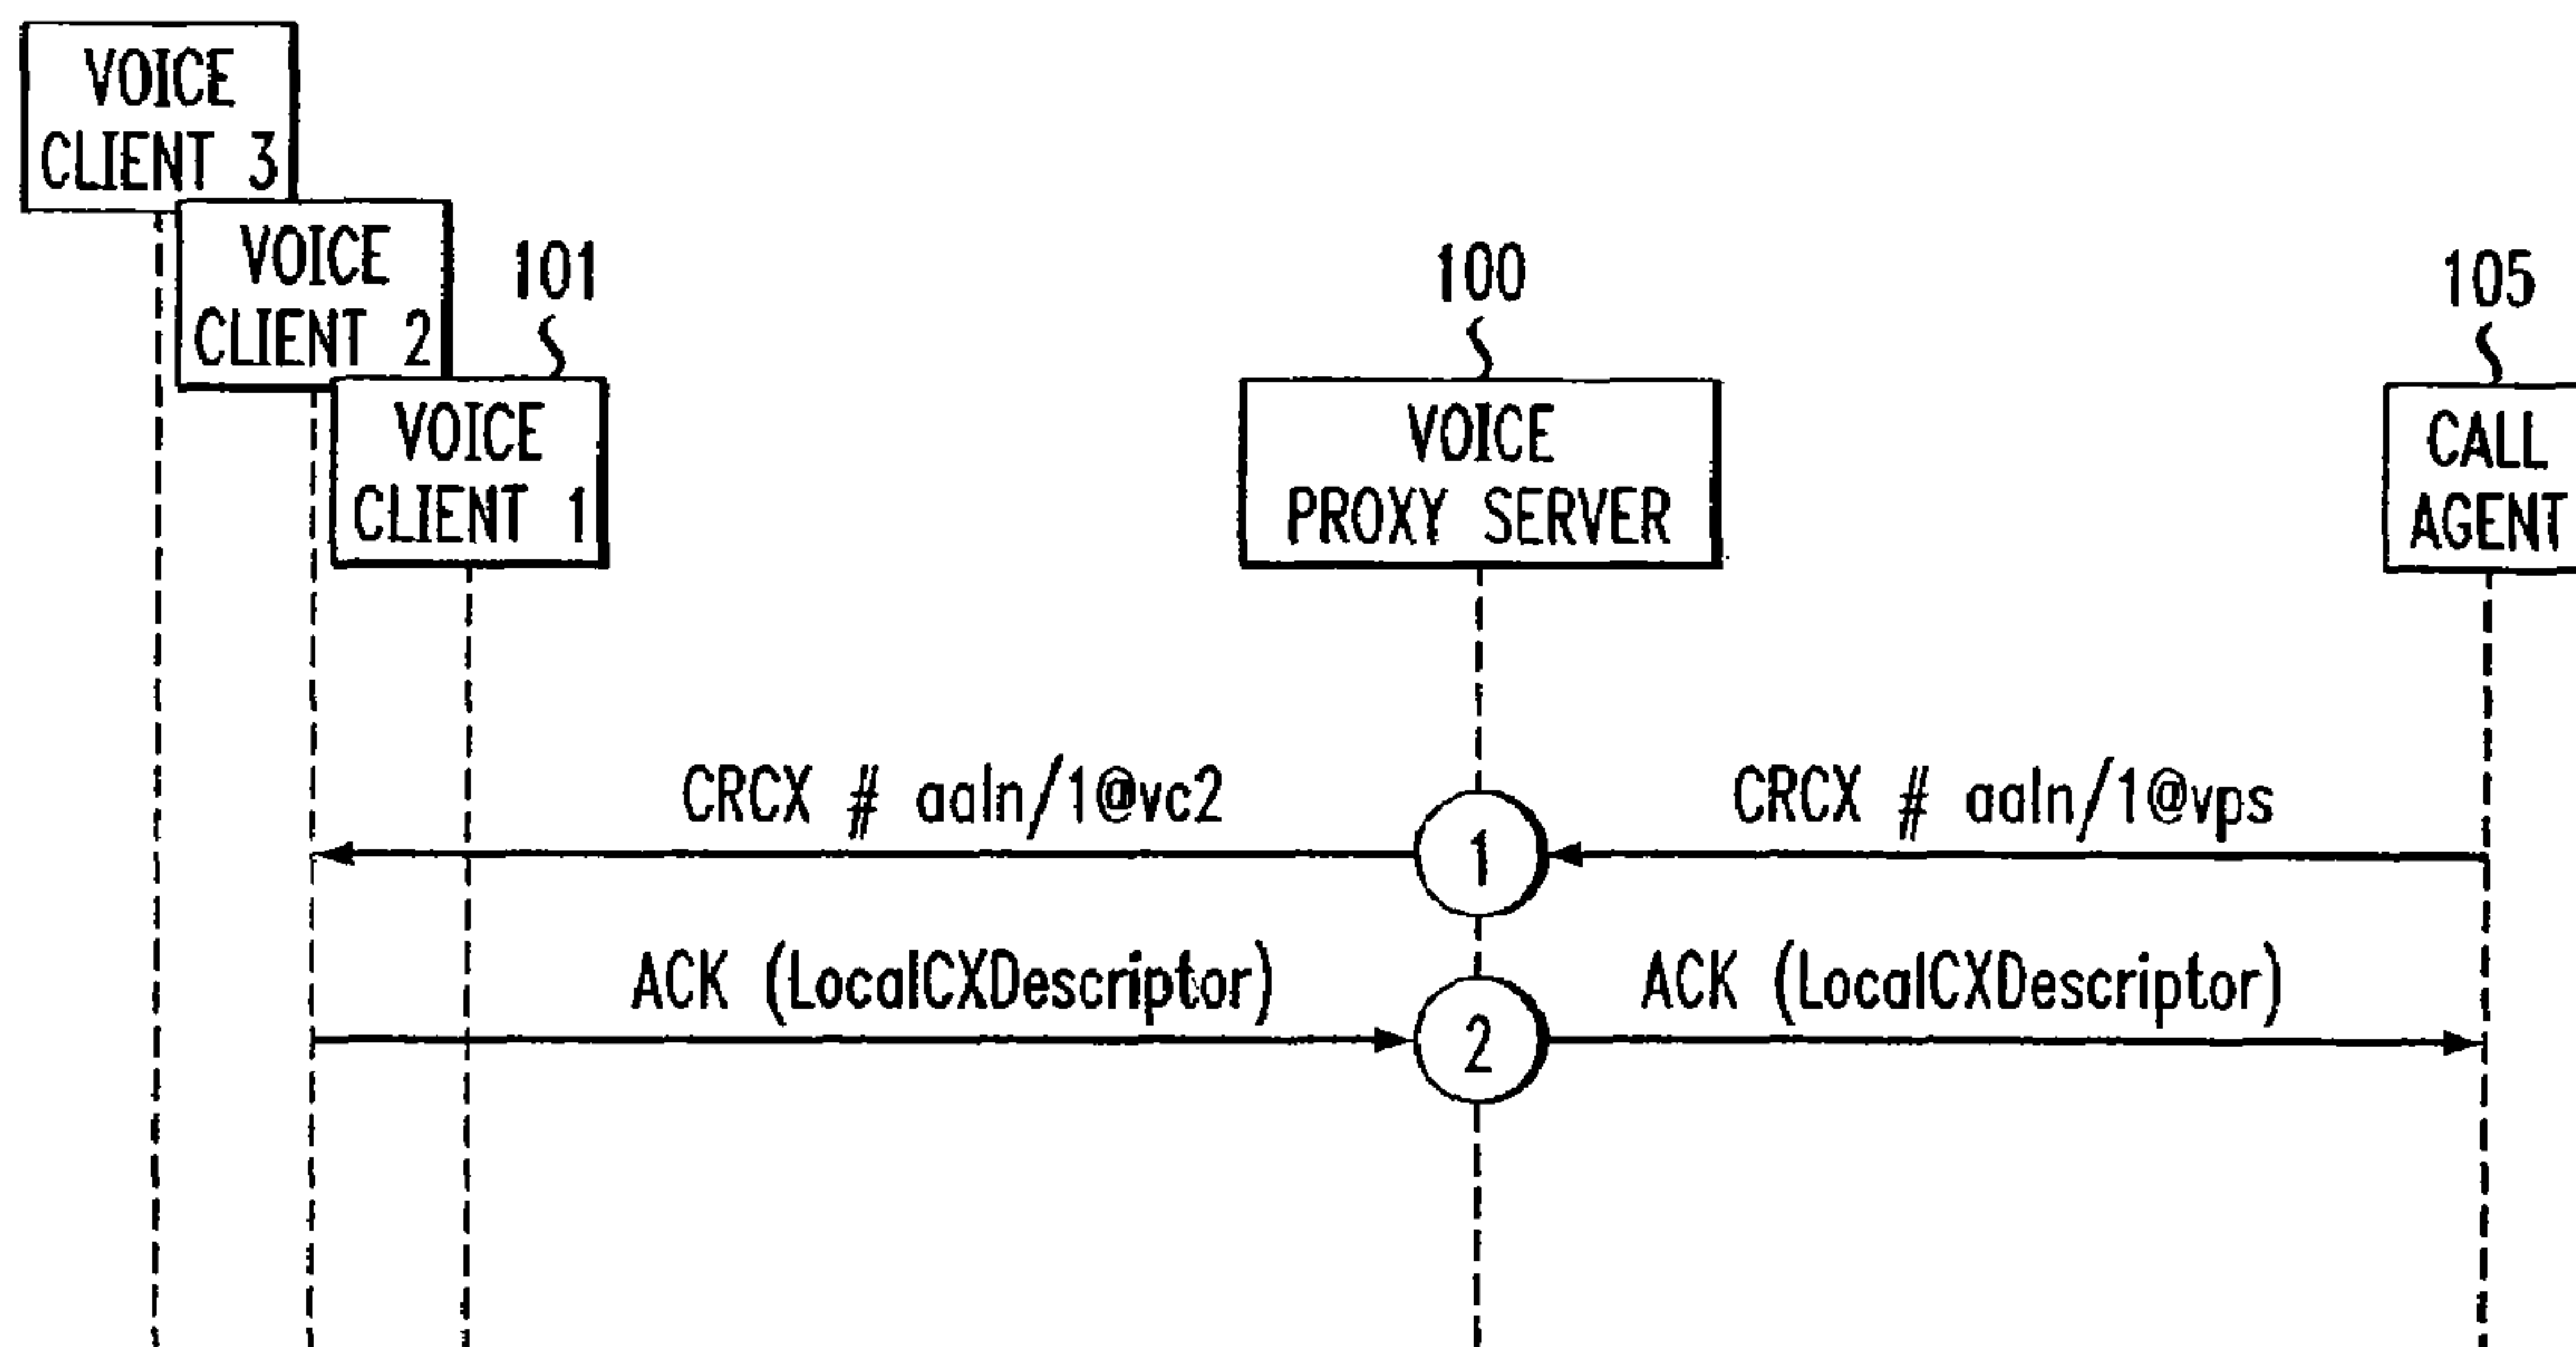 VOICE
CLIENT 3
VOICE
CLIENT 2
101
VOICE
CLIENT 1
100
VOICE
PROXY SERVER
105
CALL
AGENT
CRCX # aaln/1@vc2
CRCX # aaln/1@vps
1
ACK (LocalCXDescriptor)
ACK (LocalCXDescriptor)
2